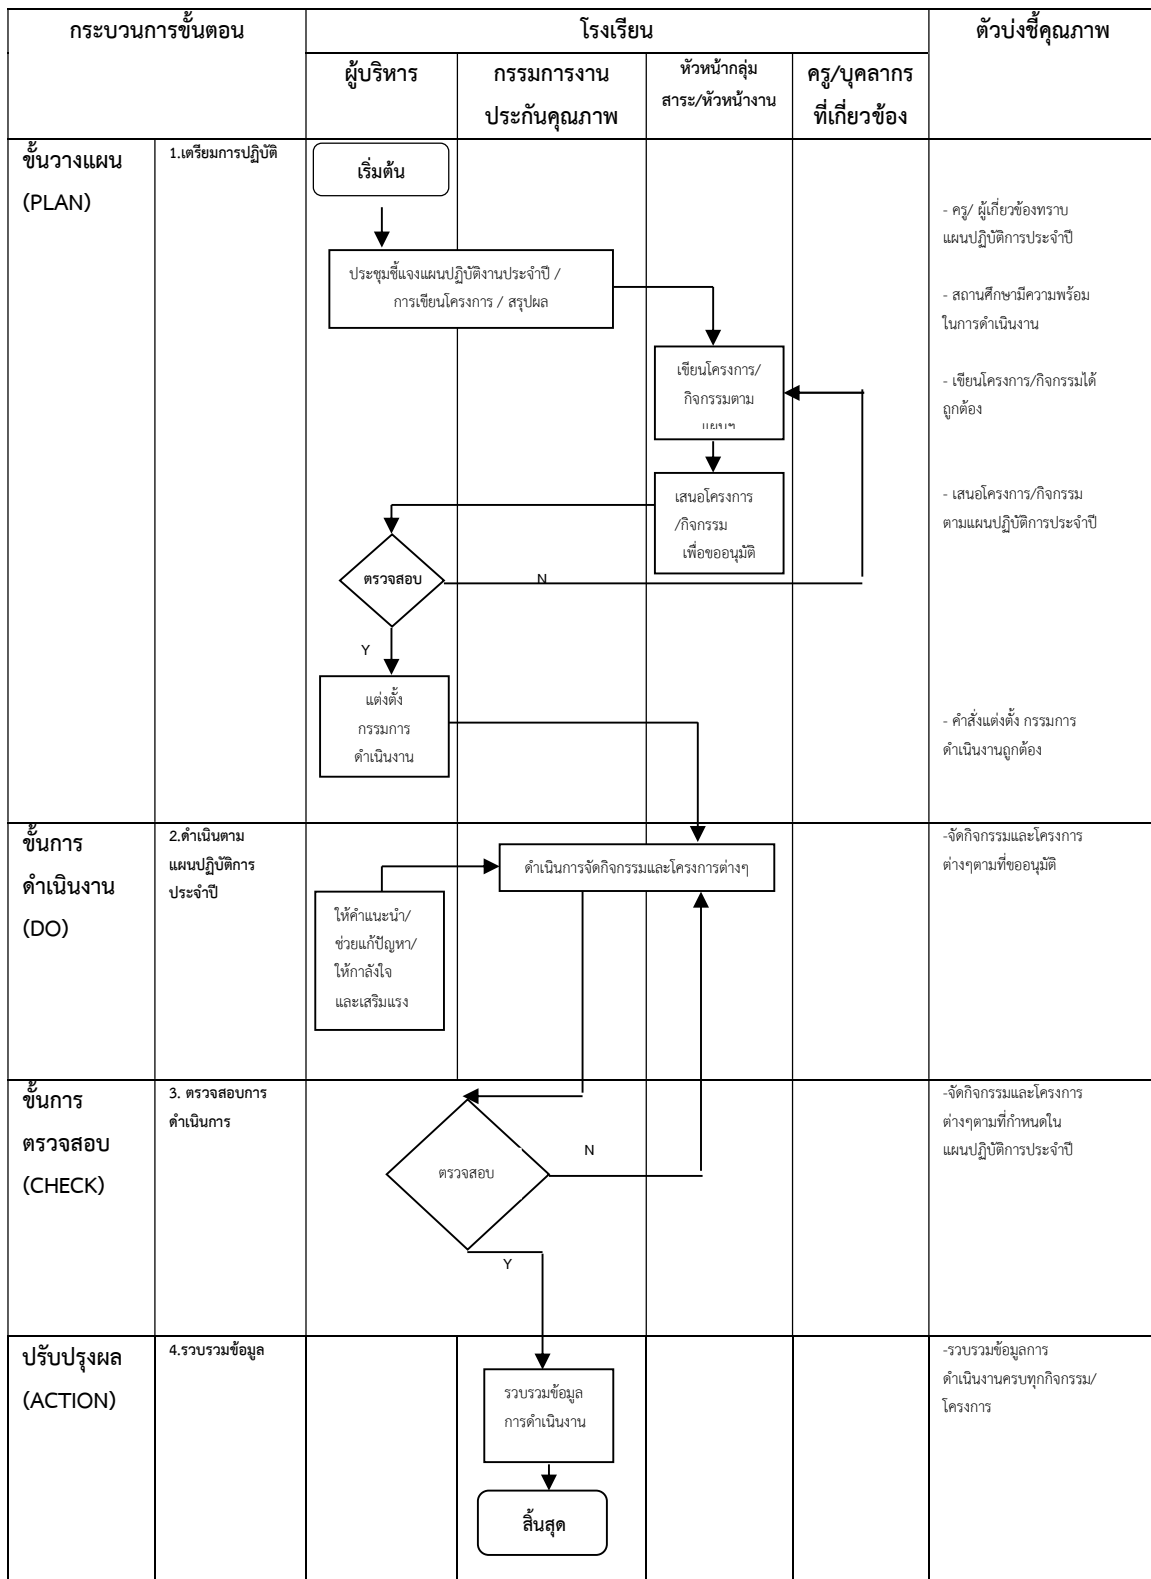 กระบวนการขั้นตอน
โรงเรียน
ตัวบ่งชี้คุณภาพ
ผู้บริหาร
กรรมการงาน
ประกันคุณภาพ
หัวหน้ากลุ่ม
สาระ/หัวหน้างาน
ครู/บุคลากร
ที่เกี่ยวข้อง
ขั้นวางแผน
(PLAN)
1.เตรียมการปฏิบัติ
เริ่มต้น
ประชุมชี้แจงแผนปฏิบัติงานประจำปี /
การเขียนโครงการ / สรุปผล
เขียนโครงการ/
กิจกรรมตาม
แผนฯ
เสนอโครงการ
/กิจกรรม
เพื่อขออนุมัติ
ตรวจสอบ
N
Y
แต่งตั้ง
กรรมการ
ดำเนินงาน
- ครู/ ผู้เกี่ยวข้องทราบ
แผนปฏิบัติการประจำปี
- สถานศึกษามีความพร้อม
ในการดำเนินงาน
- เขียนโครงการ/กิจกรรมได้
ถูกต้อง
- เสนอโครงการ/กิจกรรม
ตามแผนปฏิบัติการประจำปี
- คำสั่งแต่งตั้ง กรรมการ
ดำเนินงานถูกต้อง
ขั้นการ
ดำเนินงาน
(DO)
2.ดำเนินตาม
แผนปฏิบัติการ
ประจำปี
ดำเนินการจัดกิจกรรมและโครงการต่างๆ
ให้คำแนะนำ/
ช่วยแก้ปัญหา/
ให้กาลังใจ
และเสริมแรง
-จัดกิจกรรมและโครงการ
ต่างๆตามที่ขออนุมัติ
ขั้นการ
ตรวจสอบ
(CHECK)
3. ตรวจสอบการ
ดำเนินการ
ตรวจสอบ
N
Y
-จัดกิจกรรมและโครงการ
ต่างๆตามที่กำหนดใน
แผนปฏิบัติการประจำปี
ปรับปรุงผล
(ACTION)
4.รวบรวมข้อมูล
รวบรวมข้อมูล
การดำเนินงาน
สิ้นสุด
-รวบรวมข้อมูลการ
ดำเนินงานครบทุกกิจกรรม/
โครงการ